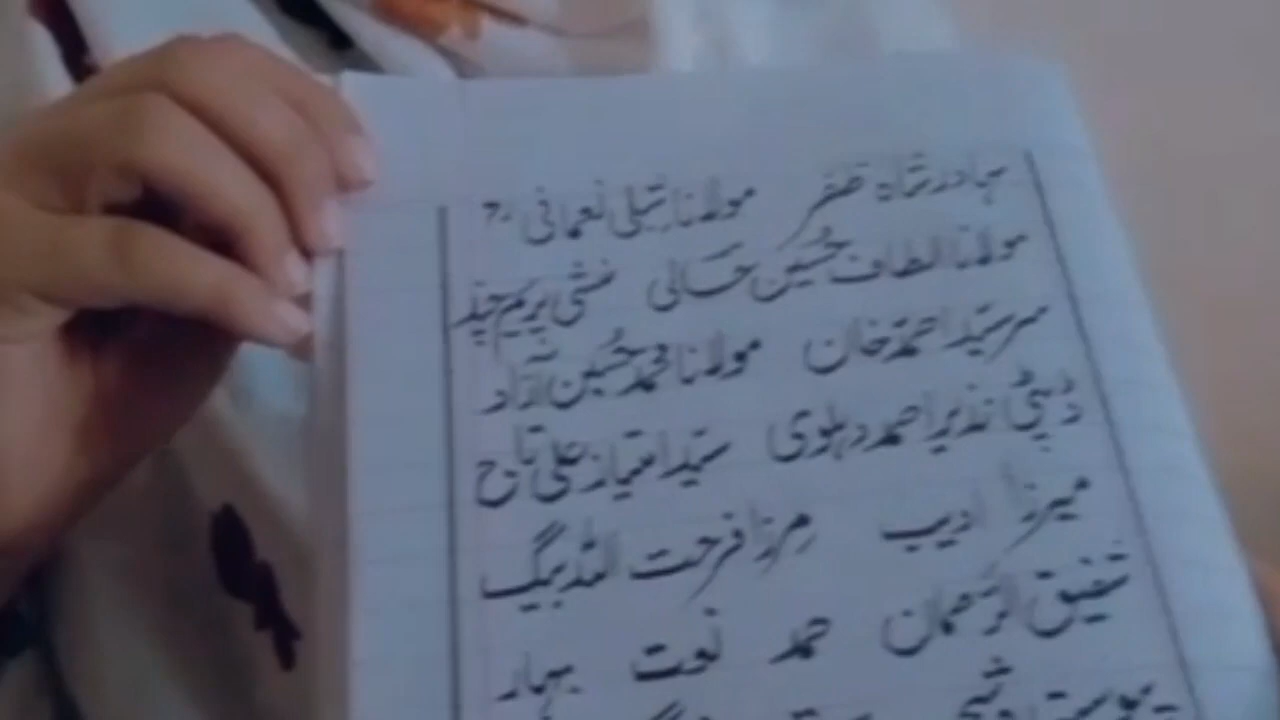 بہادر شاہ ظفر مولانا شبلی نعمانی
مولانا الطاف حسین حالی منشی پریم چند
سرسید احمد خان مولانا محمد حسین آزاد
ڈپٹی نذیر احمد دہلوی سید امتیاز علی تاج
میرزا ادیب مرزا فرحت اللہ بیگ
شفیق الرحمان حمد نعت بہار